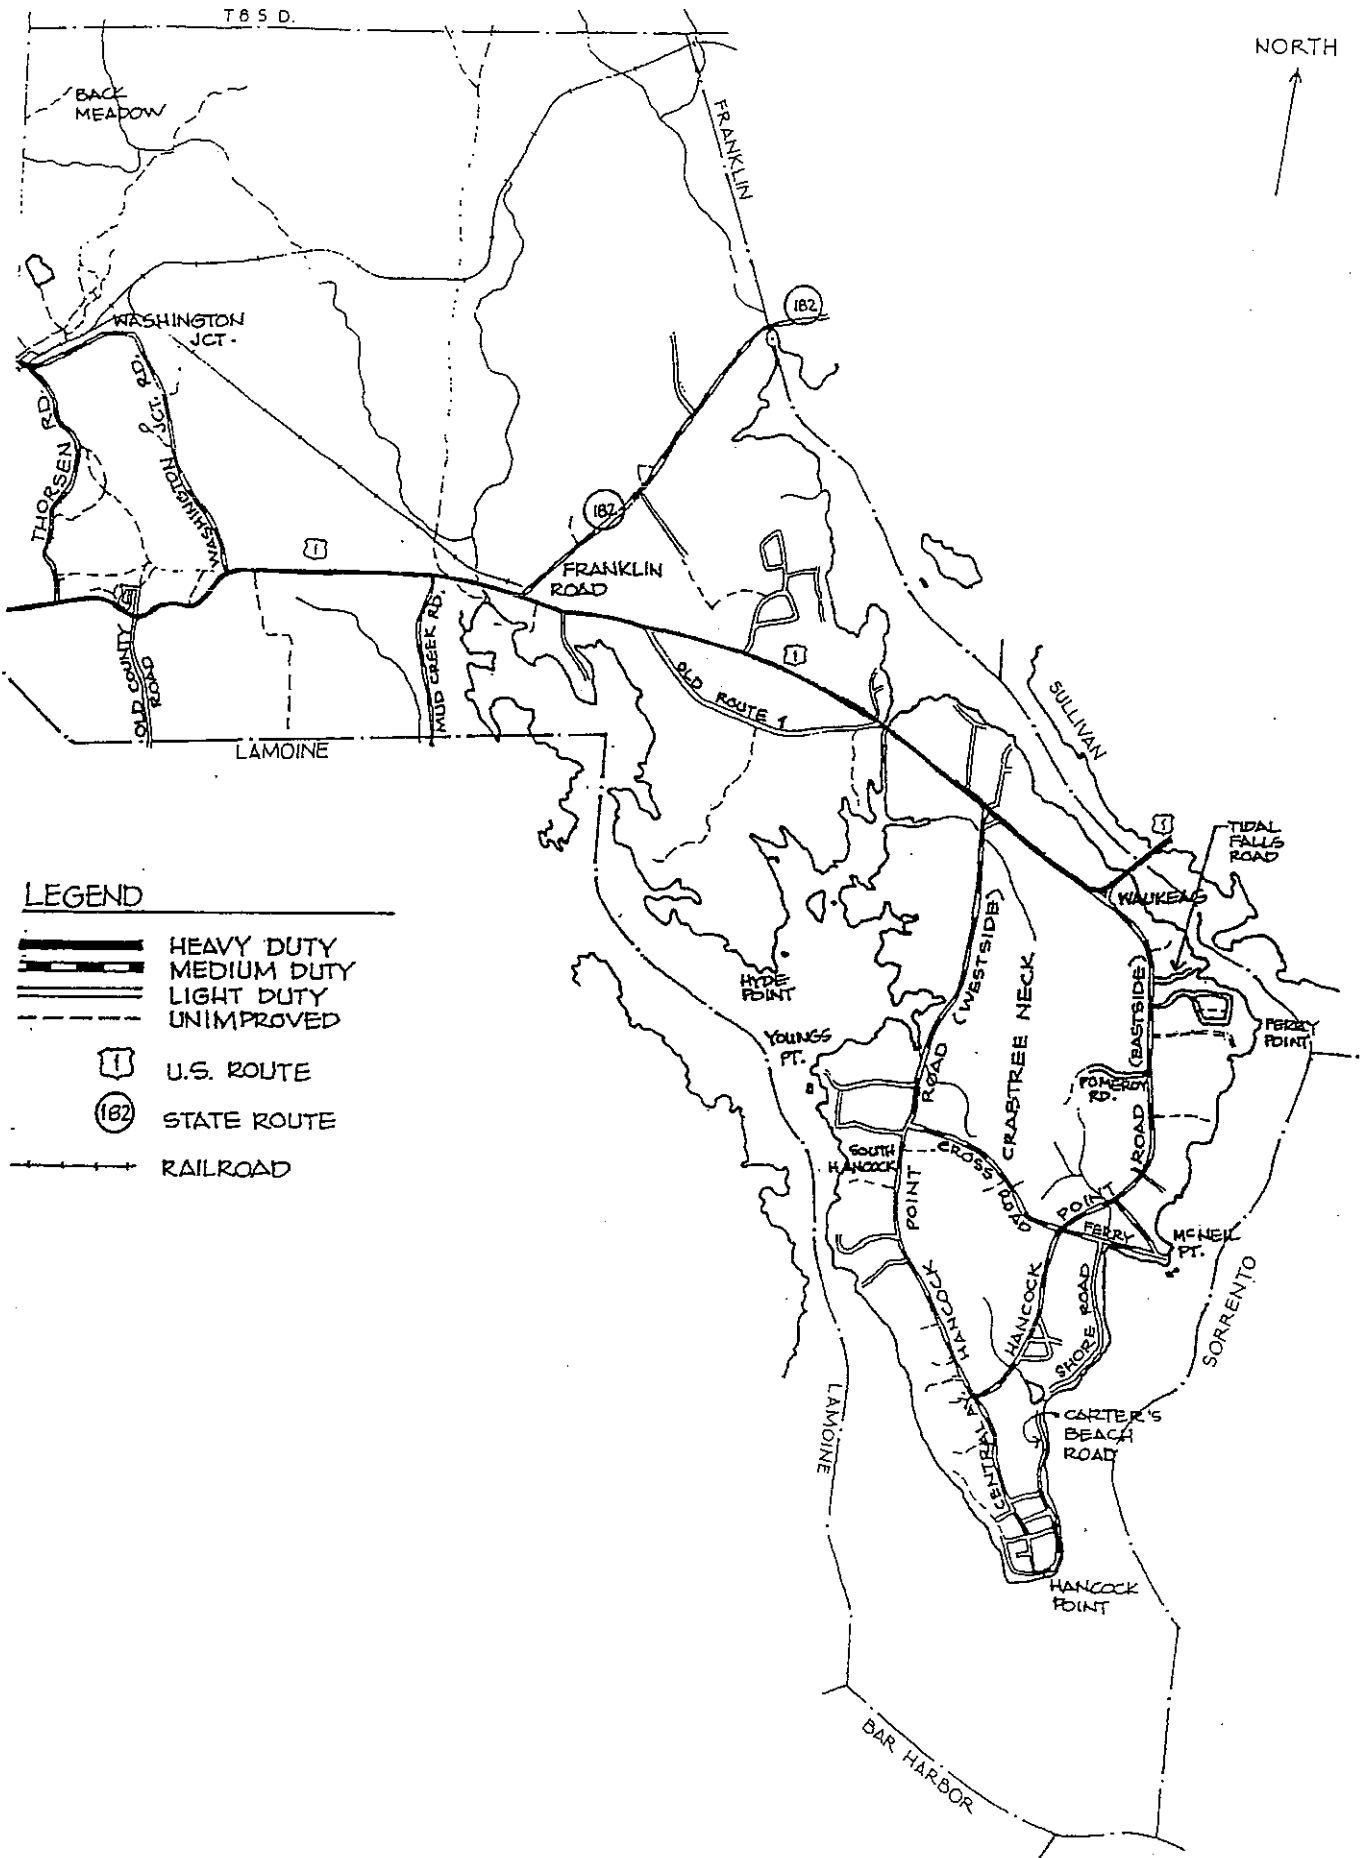 T8 S D.
NORTH
BACK
MEADOW
FRANKLIN
182
WASHINGTON
JCT.
THORSEN RD.
WASHINGTON JCT. RD.
182
1
FRANKLIN
ROAD
OLD COUNTY
ROAD
MUD CREEK RD.
1
OLD ROUTE 1
SULLIVAN
LAMOINE
1
TIDAL
FALLS
ROAD
LEGEND
HEAVY DUTY
MEDIUM DUTY
LIGHT DUTY
UNIMPROVED
1
U.S. ROUTE
182
STATE ROUTE
RAILROAD
WAUKEAG
(WESTSIDE)
CRABTREE NECK
(EASTSIDE)
HYDE
POINT
FERRY
POINT
YOUNGS
PT.
ROAD
POMEROY
RD.
ROAD
SOUTH
HANCOCK
CROSS ROAD
POINT
POINT
FERRY
MCNEIL
PT.
HANCOCK
HANCOCK
SHORE ROAD
SORRENTO
LAMOINE
CENTRAL AV.
CARTER'S
BEACH
ROAD
HANCOCK
POINT
BAR HARBOR